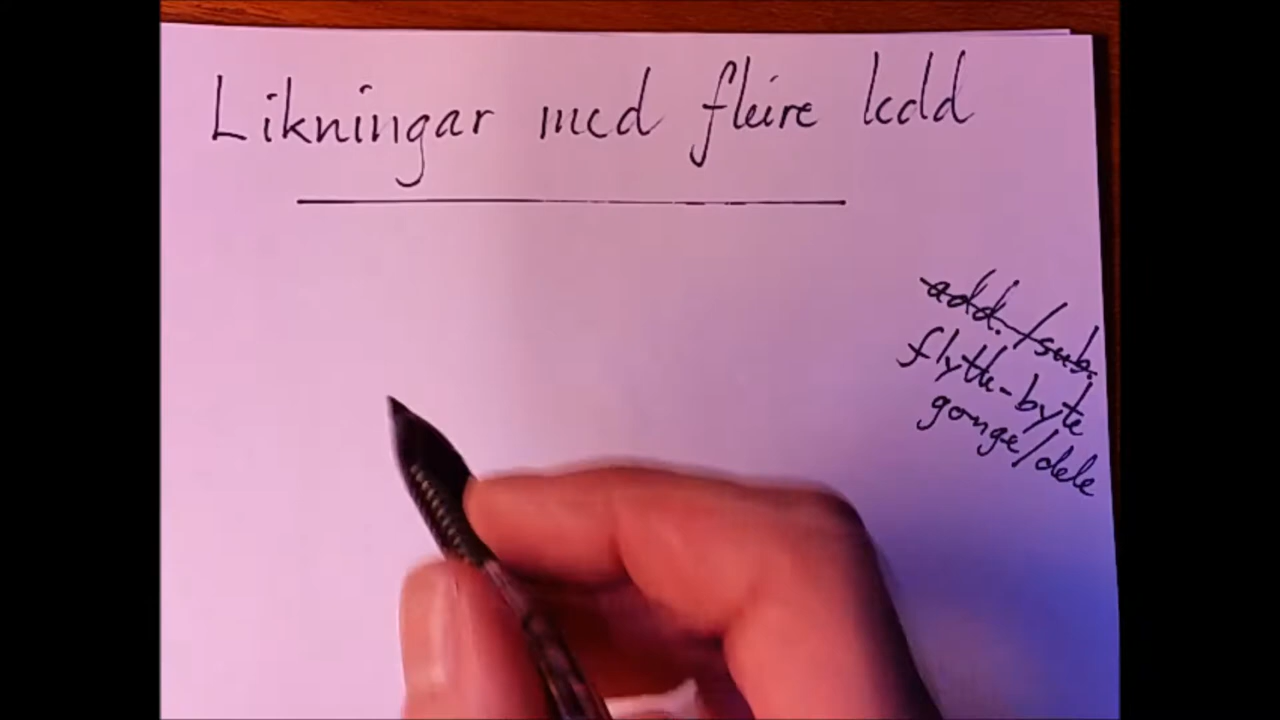 Likningar med fleire ledd
add./sub.
flytte-byte
gonge/dele